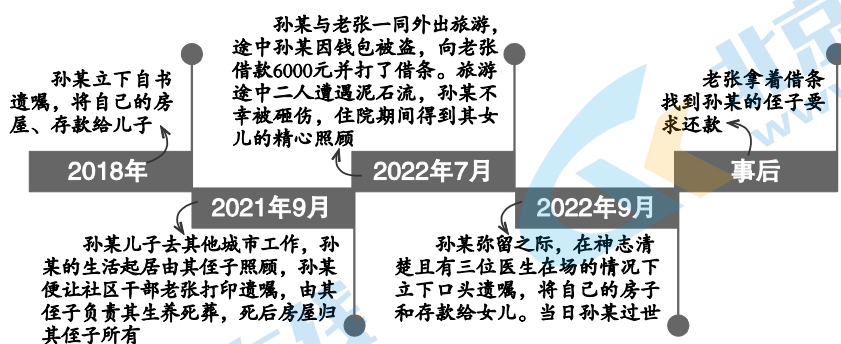 孙某立下自书
遗嘱，将自己的房
屋、存款给儿子
2018年
2021年9月
孙某儿子去其他城市工作，孙
某的生活起居由其侄子照顾，孙某
便让社区干部老张打印遗嘱，由其
侄子负责其生养死葬，死后房屋归
其侄子所有
孙某与老张一同外出旅游，
途中孙某因钱包被盗，向老张
借款6000元并打了借条。旅游
途中二人遭遇泥石流，孙某不
幸被砸伤，住院期间得到其女
儿的精心照顾
2022年7月
2022年9月
孙某弥留之际，在神志清
楚且有三位医生在场的情况下
立下口头遗嘱，将自己的房子
和存款给女儿。当日孙某过世
老张拿着借条
找到孙某的侄子要
求还款
事后
北京
www
在线